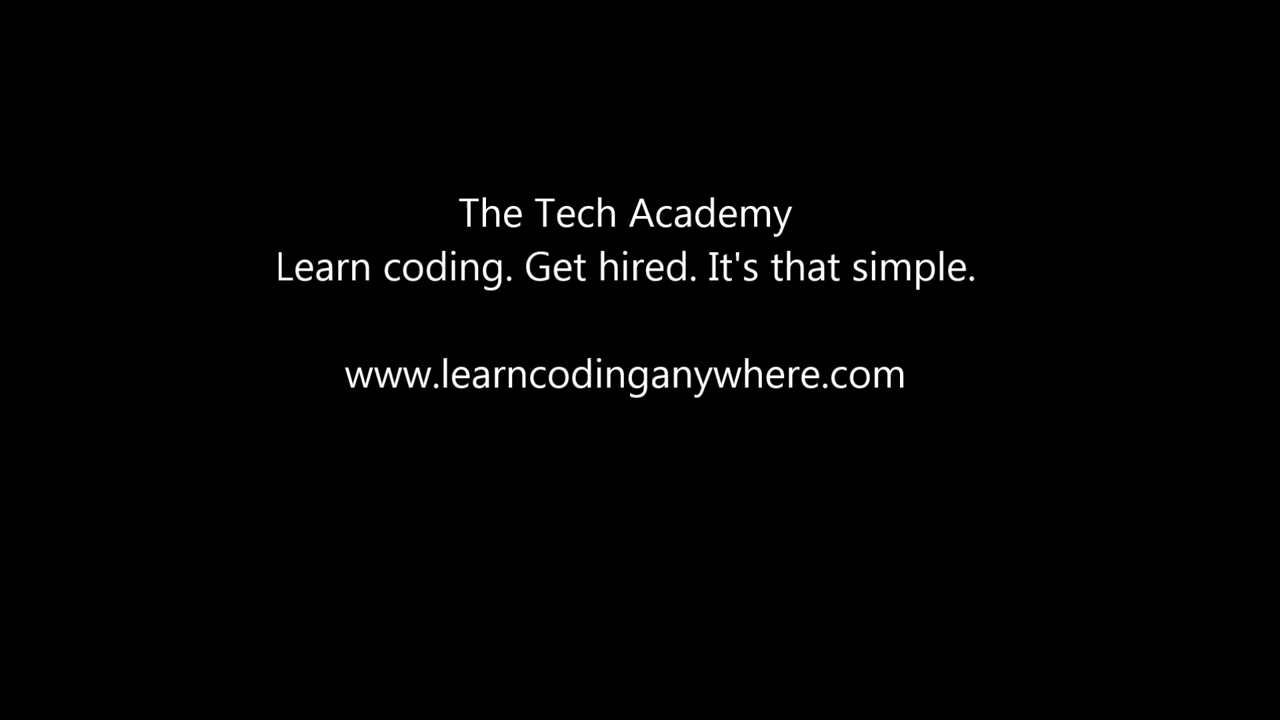 The Tech Academy
Learn coding. Get hired. It's that simple.
www.learncodinganywhere.com